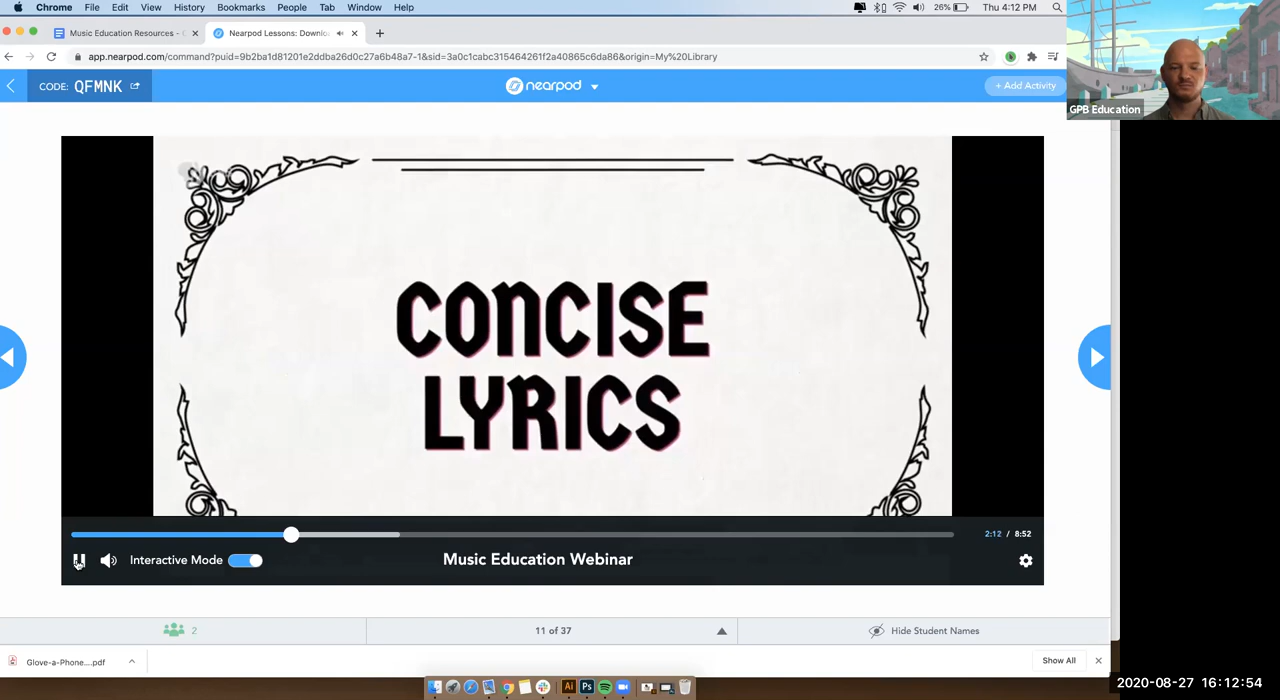 Chrome File Edit View History Bookmarks People Tab Window Help 26% Thu 4:12 PM
Music Education Resources - G Nearpod Lessons: Downlo
app.nearpod.com/command?puid=9b2ba1d81201e2ddba26d0c27a6b48a7-1&sid=3a0c1cabc315464261f2a40865c6da86&origin=My%20Library
CODE: QFMNK nearpod + Add Activity
GPB Education
CONCISE
LYRICS
2:12 / 8:52
Interactive Mode Music Education Webinar
2 11 of 37 Hide Student Names
Glove-a-Phone....pdf Show All
Ai Ps
2020-08-27 16:12:54